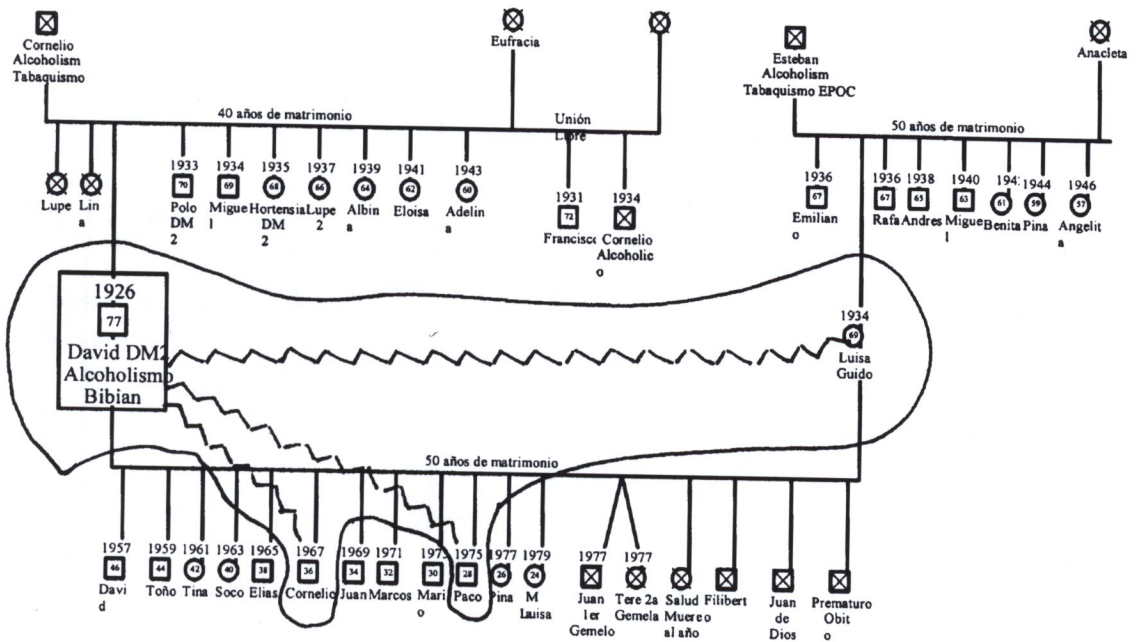 Cornelio
Alcoholism
Tabaquismo
Eufracia
Esteban
Alcoholism
Tabaquismo EPOC
Anacleta
40 años de matrimonio
Unión
Libre
50 años de matrimonio
Lupe
Lin
a
1933
70
Polo
DM
2
1934
69
Migue
l
1935
68
Hortensia
DM
2
1937
66
Lupe
2
1939
64
Albin
a
1941
62
Eloisa
1943
60
Adelin
a
1931
72
Francisco
1934
Cornelio
Alcoholic
o
1936
67
Emilian
o
1936
67
Rafa
1938
65
Andres
1940
63
Migue
l
194
61
Benita
1944
59
Pina
1946
57
Angelit
a
1926
77
David DM2
Alcoholismo
Bibian
1934
69
Luisa
Guido
50 años de matrimonio
1957
46
Davi
d
1959
44
Toño
1961
42
Tina
1963
40
Soco
1965
38
Elias
1967
36
Cornelio
1969
34
Juan
1971
32
Marcos
197
30
Mari
o
1975
28
Paco
1977
26
Pina
1979
24
M
Luisa
1977
Juan
1er
Gemelo
1977
Tere 2a
Gemela
Salud
Muere
al año
Filibert
o
Juan
de
Dios
Prematuro
Obit
o